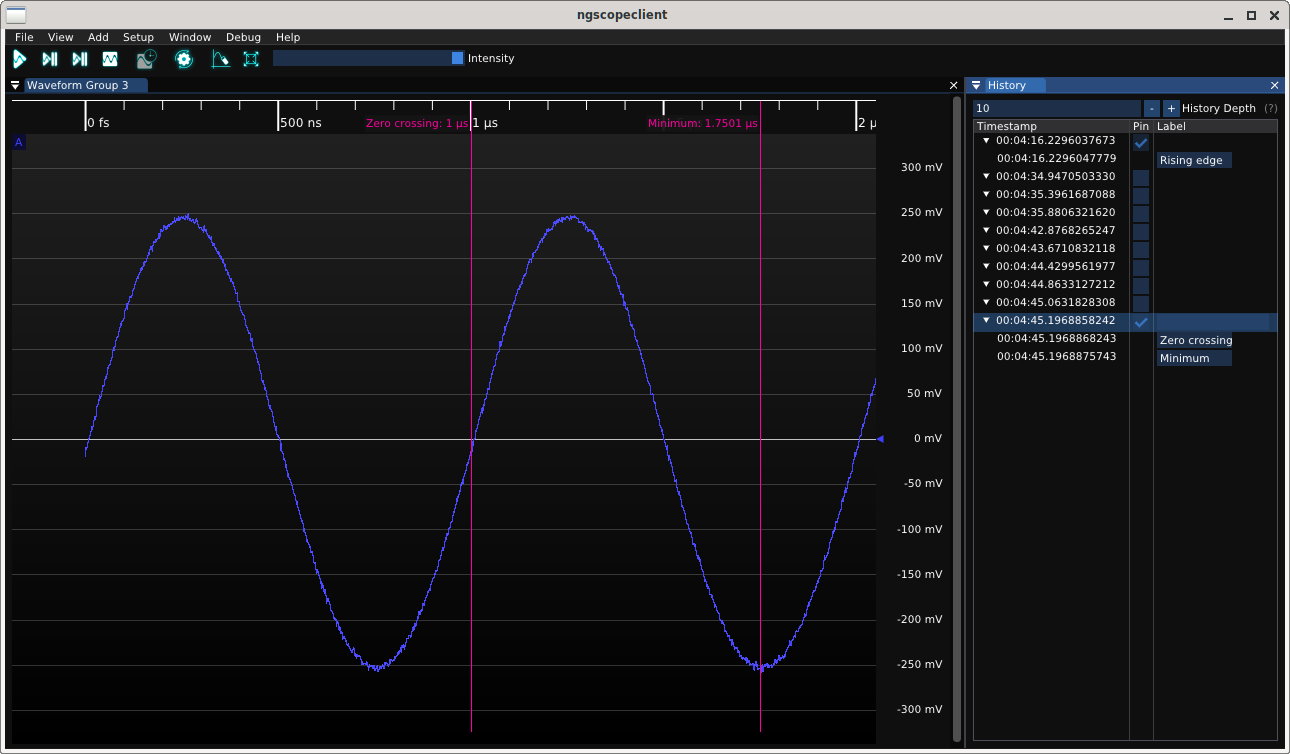 ngscopeclient
File View Add Setup Window Debug Help
Intensity
Waveform Group 3
0 fs 500 ns Zero crossing: 1 µs 1 µs Minimum: 1.7501 µs 2 µ
A
300 mV
250 mV
200 mV
150 mV
100 mV
50 mV
0 mV
-50 mV
-100 mV
-150 mV
-200 mV
-250 mV
-300 mV
History
10 - + History Depth (?)
Timestamp Pin Label
00:04:16.2296037673
00:04:16.2296047779 Rising edge
00:04:34.9470503330
00:04:35.3961687088
00:04:35.8806321620
00:04:42.8768265247
00:04:43.6710832118
00:04:44.4299561977
00:04:44.8633127212
00:04:45.0631828308
00:04:45.1968858242
00:04:45.1968868243 Zero crossing
00:04:45.1968875743 Minimum